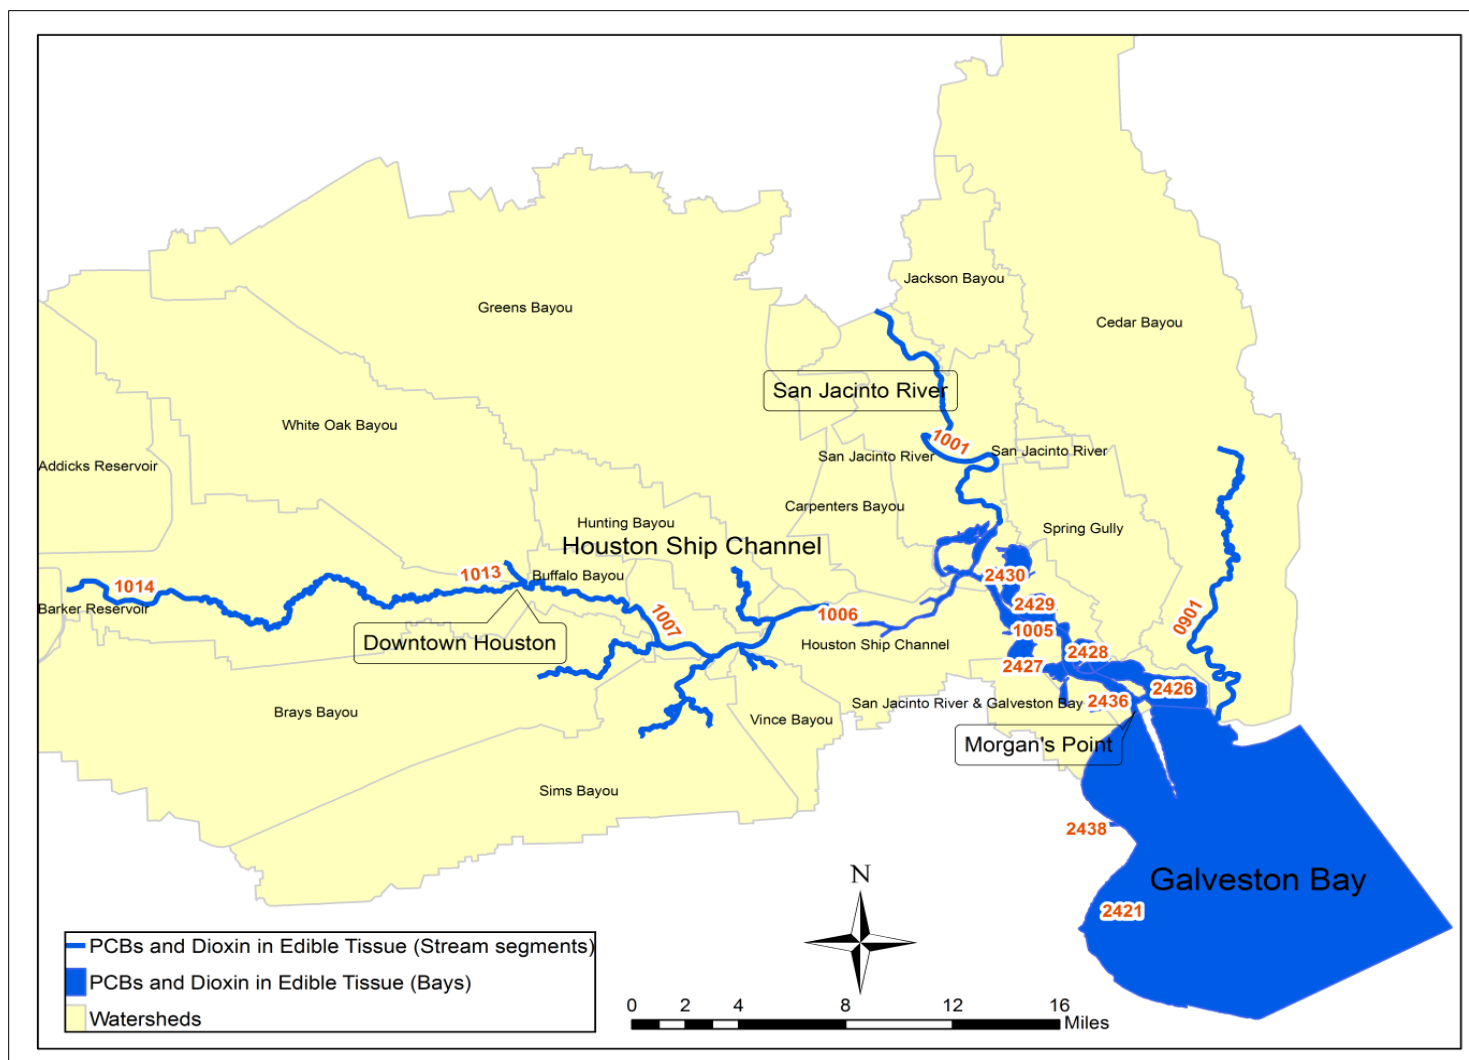 Jackson Bayou
Greens Bayou
Cedar Bayou
San Jacinto River
White Oak Bayou
1001
San Jacinto River
San Jacinto River
Addicks Reservoir
Carpenters Bayou
Hunting Bayou
Spring Gully
Houston Ship Channel
1014
1013
Buffalo Bayou
2430
Barker Reservoir
2429
1007
1006
0901
1005
Downtown Houston
Houston Ship Channel
2428
2427
2426
Brays Bayou
San Jacinto River & Galveston Bay
2436
Vince Bayou
Morgan's Point
Sims Bayou
2438
N
Galveston Bay
2421
PCBs and Dioxin in Edible Tissue (Stream segments)
PCBs and Dioxin in Edible Tissue (Bays)
Watersheds
0 2 4 8 12 16
Miles